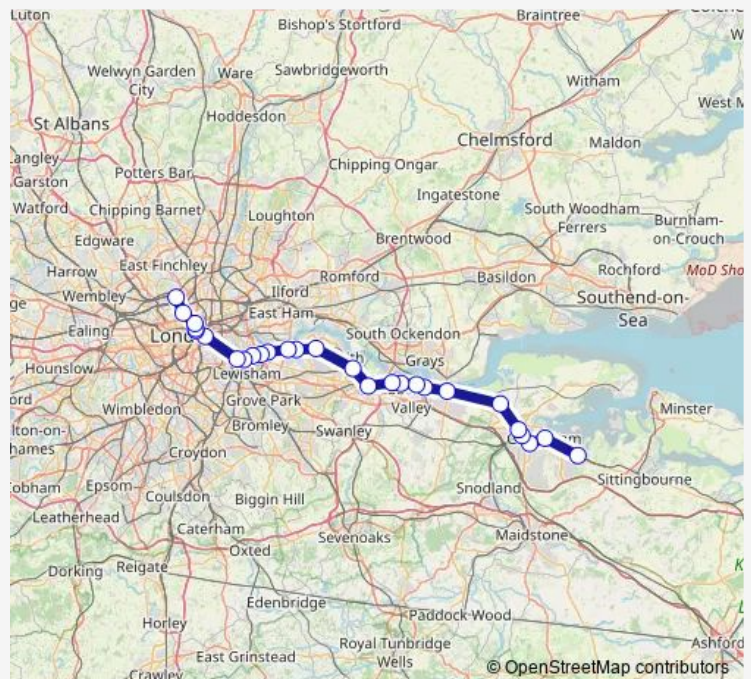 Luton
Bishop's Stortford
Braintree
Welwyn Garden
City
Ware
Sawbridgeworth
Witham
Hoddesdon
West M
St Albans
Chelmsford
Maldon
Langley
Garston
Potters Bar
Chipping Ongar
Ingatestone
Watford
Chipping Barnet
Loughton
South Woodham
Ferrers
Burnham-
on-Crouch
Edgware
Brentwood
Harrow
East Finchley
Romford
Basildon
Rochford
MoD Sho
Wembley
Ilford
Southend-on-
Sea
Ealing
Lon
East Ham
South Ockendon
Grays
Hounslow
Lewisham
Valley
Minster
Wimbledon
Grove Park
Bromley
Swanley
Croydon
Sittingbourne
Epsom
Biggin Hill
Snodland
Coulsdon
Leatherhead
Caterham
Sevenoaks
Maidstone
Oxted
Dorking
Reigate
Edenbridge
Paddock Wood
Horley
Ashford
East Grinstead
Royal Tunbridge
Wells
Crawley
© OpenStreetMap contributors